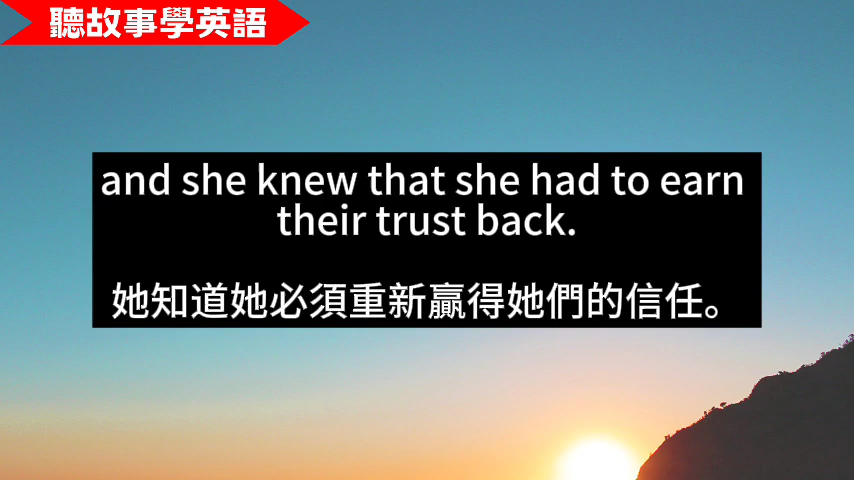 聽故事學英語
and she knew that she had to earn
their trust back.
她知道她必須重新贏得她們的信任。